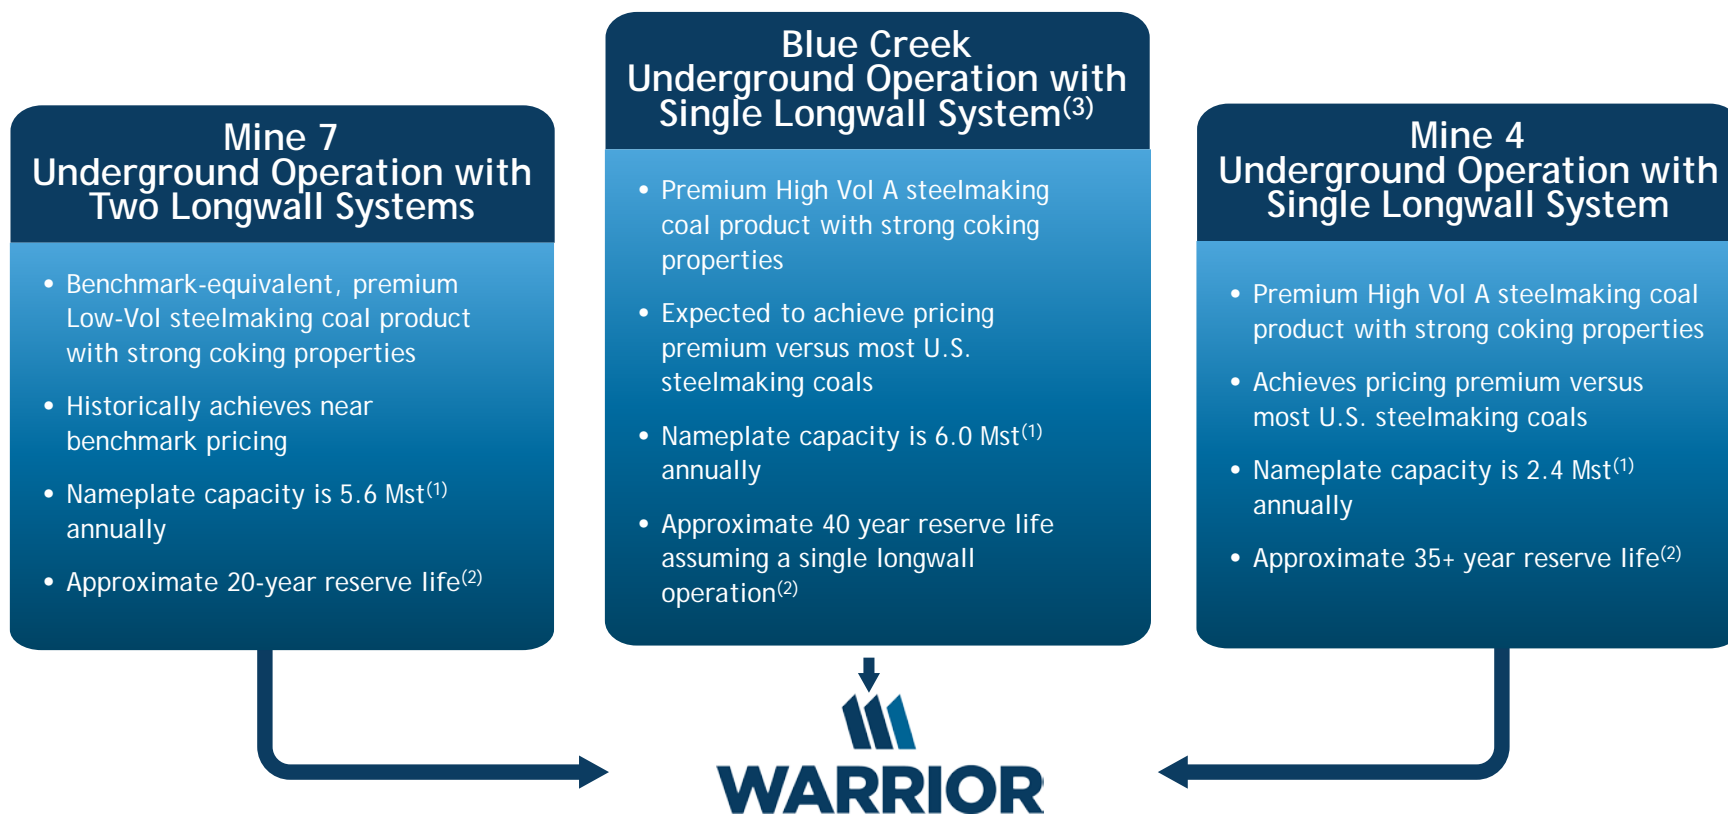 Mine 7
Underground Operation with
Two Longwall Systems
• Benchmark-equivalent, premium
Low-Vol steelmaking coal product
with strong coking properties
• Historically achieves near
benchmark pricing
• Nameplate capacity is 5.6 Mst(1)
annually
• Approximate 20-year reserve life(2)
Blue Creek
Underground Operation with
Single Longwall System(3)
• Premium High Vol A steelmaking
coal product with strong coking
properties
• Expected to achieve pricing
premium versus most U.S.
steelmaking coals
• Nameplate capacity is 6.0 Mst(1)
annually
• Approximate 40 year reserve life
assuming a single longwall
operation(2)
Mine 4
Underground Operation with
Single Longwall System
• Premium High Vol A steelmaking coal
product with strong coking properties
• Achieves pricing premium versus
most U.S. steelmaking coals
• Nameplate capacity is 2.4 Mst(1)
annually
• Approximate 35+ year reserve life(2)
WARRIOR